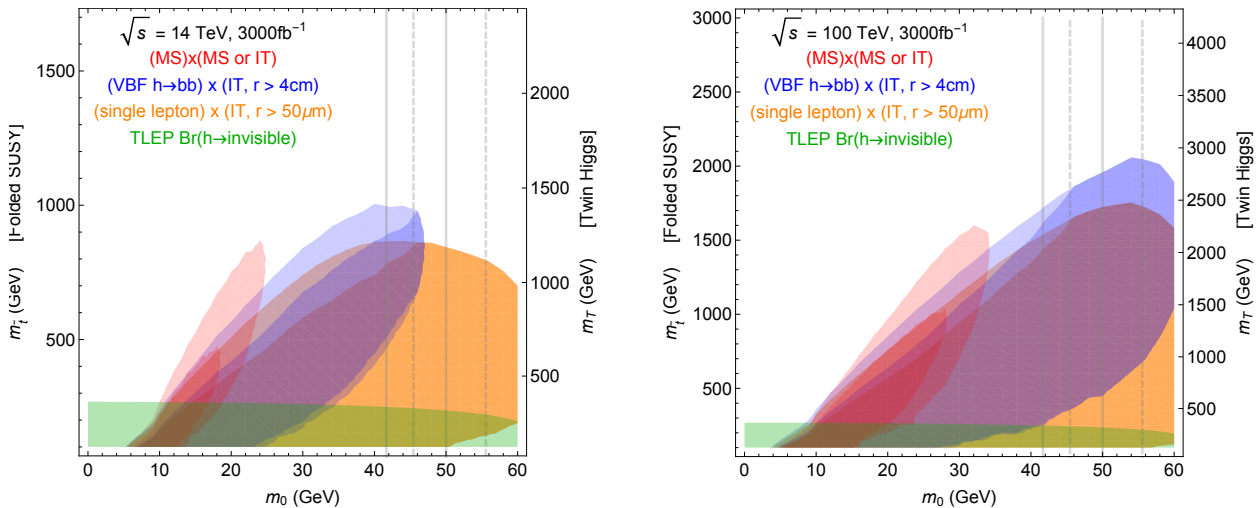 √s = 14 TeV, 3000fb⁻¹
(MS)x(MS or IT)
(VBF h→bb) x (IT, r > 4cm)
(single lepton) x (IT, r > 50μm)
TLEP Br(h→invisible)
1500
1000
500
m_t̃ (GeV) [Folded SUSY]
2000
1500
1000
500
m_T (GeV) [Twin Higgs]
0 10 20 30 40 50 60
m₀ (GeV)
√s = 100 TeV, 3000fb⁻¹
(MS)x(MS or IT)
(VBF h→bb) x (IT, r > 4cm)
(single lepton) x (IT, r > 50μm)
TLEP Br(h→invisible)
3000
2500
2000
1500
1000
500
m_t̃ (GeV) [Folded SUSY]
4000
3500
3000
2500
2000
1500
1000
500
m_T (GeV) [Twin Higgs]
0 10 20 30 40 50 60
m₀ (GeV)